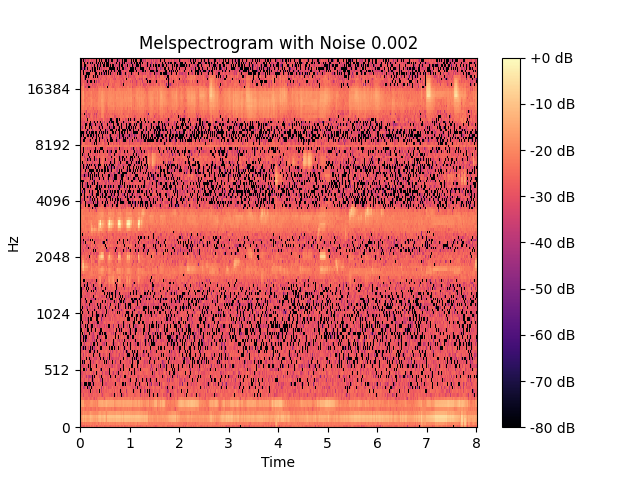 Melspectrogram with Noise 0.002
Hz
16384
8192
4096
2048
1024
512
0
0 1 2 3 4 5 6 7 8
Time
+0 dB
-10 dB
-20 dB
-30 dB
-40 dB
-50 dB
-60 dB
-70 dB
-80 dB